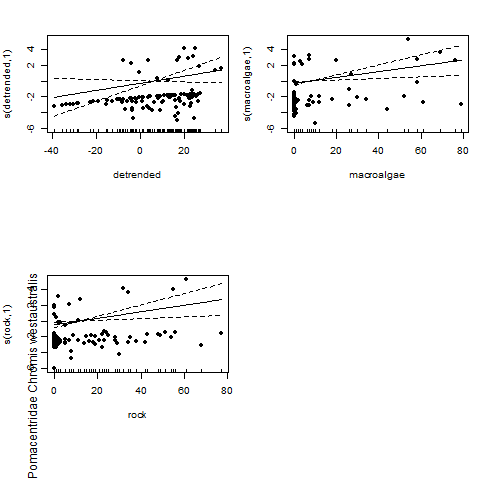 s(detrended,1)
-6 -2 2 4
-40 -20 0 20
detrended
s(macroalgae,1)
-6 -2 2 4
0 20 40 60 80
macroalgae
s(rock,1)
0 20 40 60 80
rock
Pomacentridae Chromis westaustralis